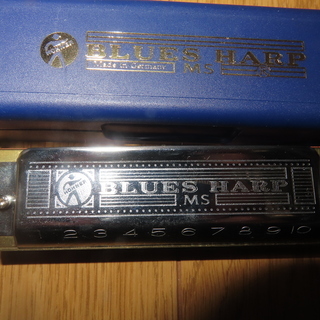 BLUES HARP
Made in Germany
MS
BLUES HARP
MS
2 3 4 5 6 7 8 9 10